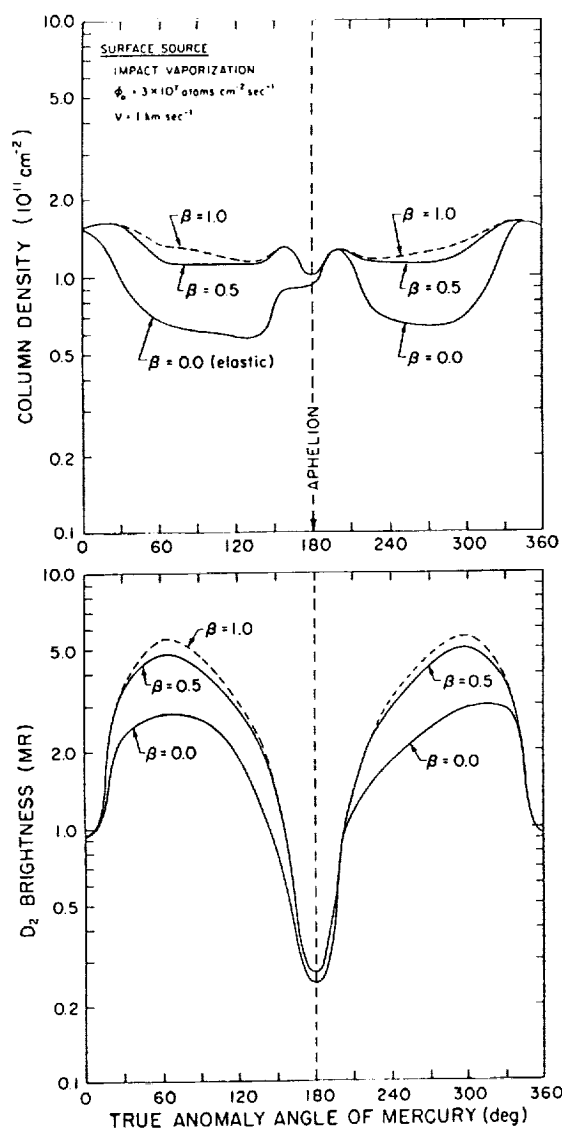 SURFACE SOURCE
IMPACT VAPORIZATION
ϕₒ = 3 × 10⁷ atoms cm⁻² sec⁻¹
V = 1 km sec⁻¹
COLUMN DENSITY (10¹¹ cm⁻²)
10.0
5.0
2.0
1.0
0.5
0.2
0.1
β = 1.0
β = 0.5
β = 0.0 (elastic)
β = 1.0
β = 0.5
β = 0.0
APHELION
0
60
120
180
240
300
360
D₂ BRIGHTNESS (MR)
10.0
5.0
2.0
1.0
0.5
0.2
0.1
β = 1.0
β = 0.5
β = 0.0
β = 1.0
β = 0.5
β = 0.0
0
60
120
180
240
300
360
TRUE ANOMALY ANGLE OF MERCURY (deg)